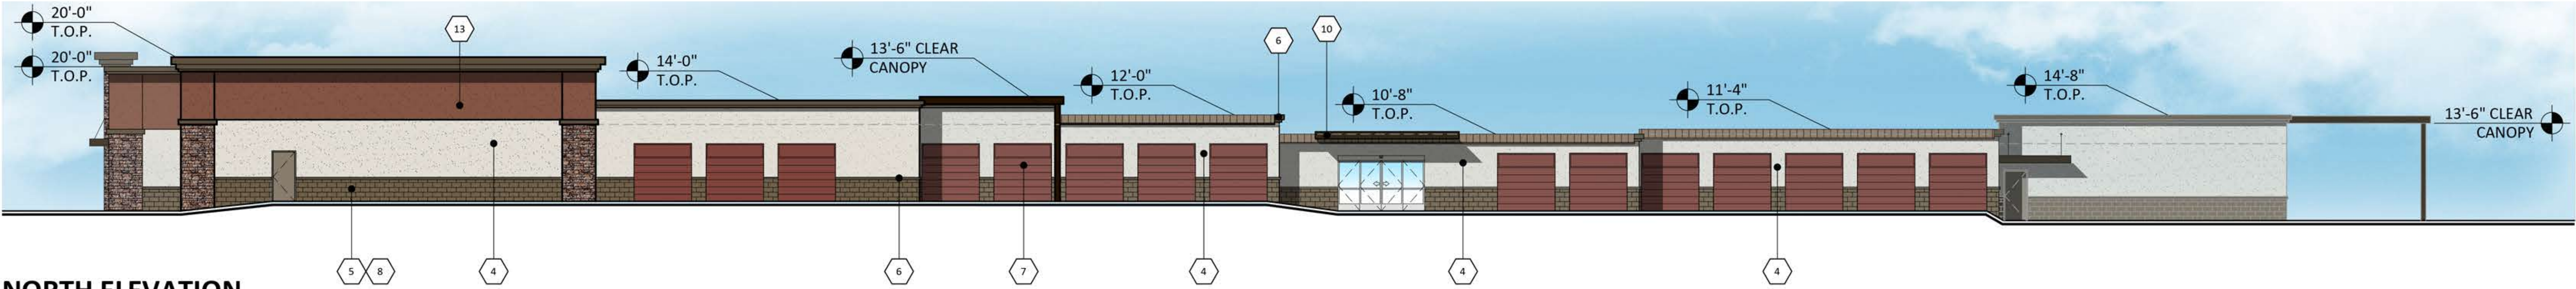 20'-0"
T.O.P.
20'-0"
T.O.P.
13
14'-0"
T.O.P.
13'-6" CLEAR
CANOPY
12'-0"
T.O.P.
6
10
10'-8"
T.O.P.
11'-4"
T.O.P.
14'-8"
T.O.P.
13'-6" CLEAR
CANOPY
5
8
4
6
7
4
4
4
NORTH ELEVATION